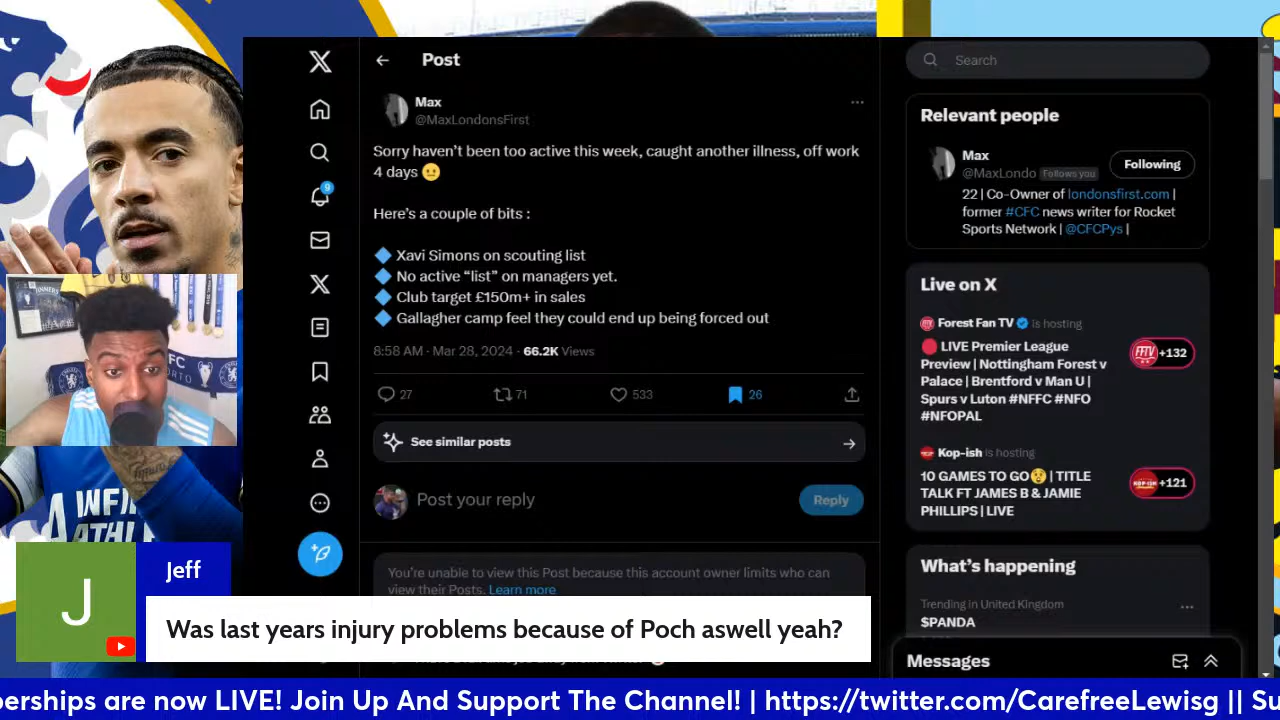 Post
Search
Max
@MaxLondonsFirst
Sorry haven't been too active this week, caught another illness, off work
4 days 😐
Here's a couple of bits :
🔷 Xavi Simons on scouting list
🔷 No active “list” on managers yet.
🔷 Club target £150m+ in sales
🔷 Gallagher camp feel they could end up being forced out
8:58 AM · Mar 28, 2024 · 66.2K Views
27 71 533 26
See similar posts
Post your reply
Reply
You're unable to view this Post because this account owner limits who can
view their Posts. Learn more
Relevant people
Max
@MaxLondo Follows you
Following
22 | Co-Owner of londonsfirst.com |
former #CFC news writer for Rocket
Sports Network | @CFCPys |
Live on X
Forest Fan TV is hosting
🔴 LIVE Premier League
Preview | Nottingham Forest v
Palace | Brentford v Man U |
Spurs v Luton #NFFC #NFO
#NFOPAL
FFTV +132
Kop-ish is hosting
10 GAMES TO GO😲 | TITLE
TALK FT JAMES B & JAMIE
PHILLIPS | LIVE
KOP-ISH +121
What's happening
Trending in United Kingdom
$PANDA
Messages
9
INFINI
ATHL
J
Jeff
Was last years injury problems because of Poch aswell yeah?
berships are now LIVE! Join Up And Support The Channel! | https://twitter.com/CarefreeLewisg || Su